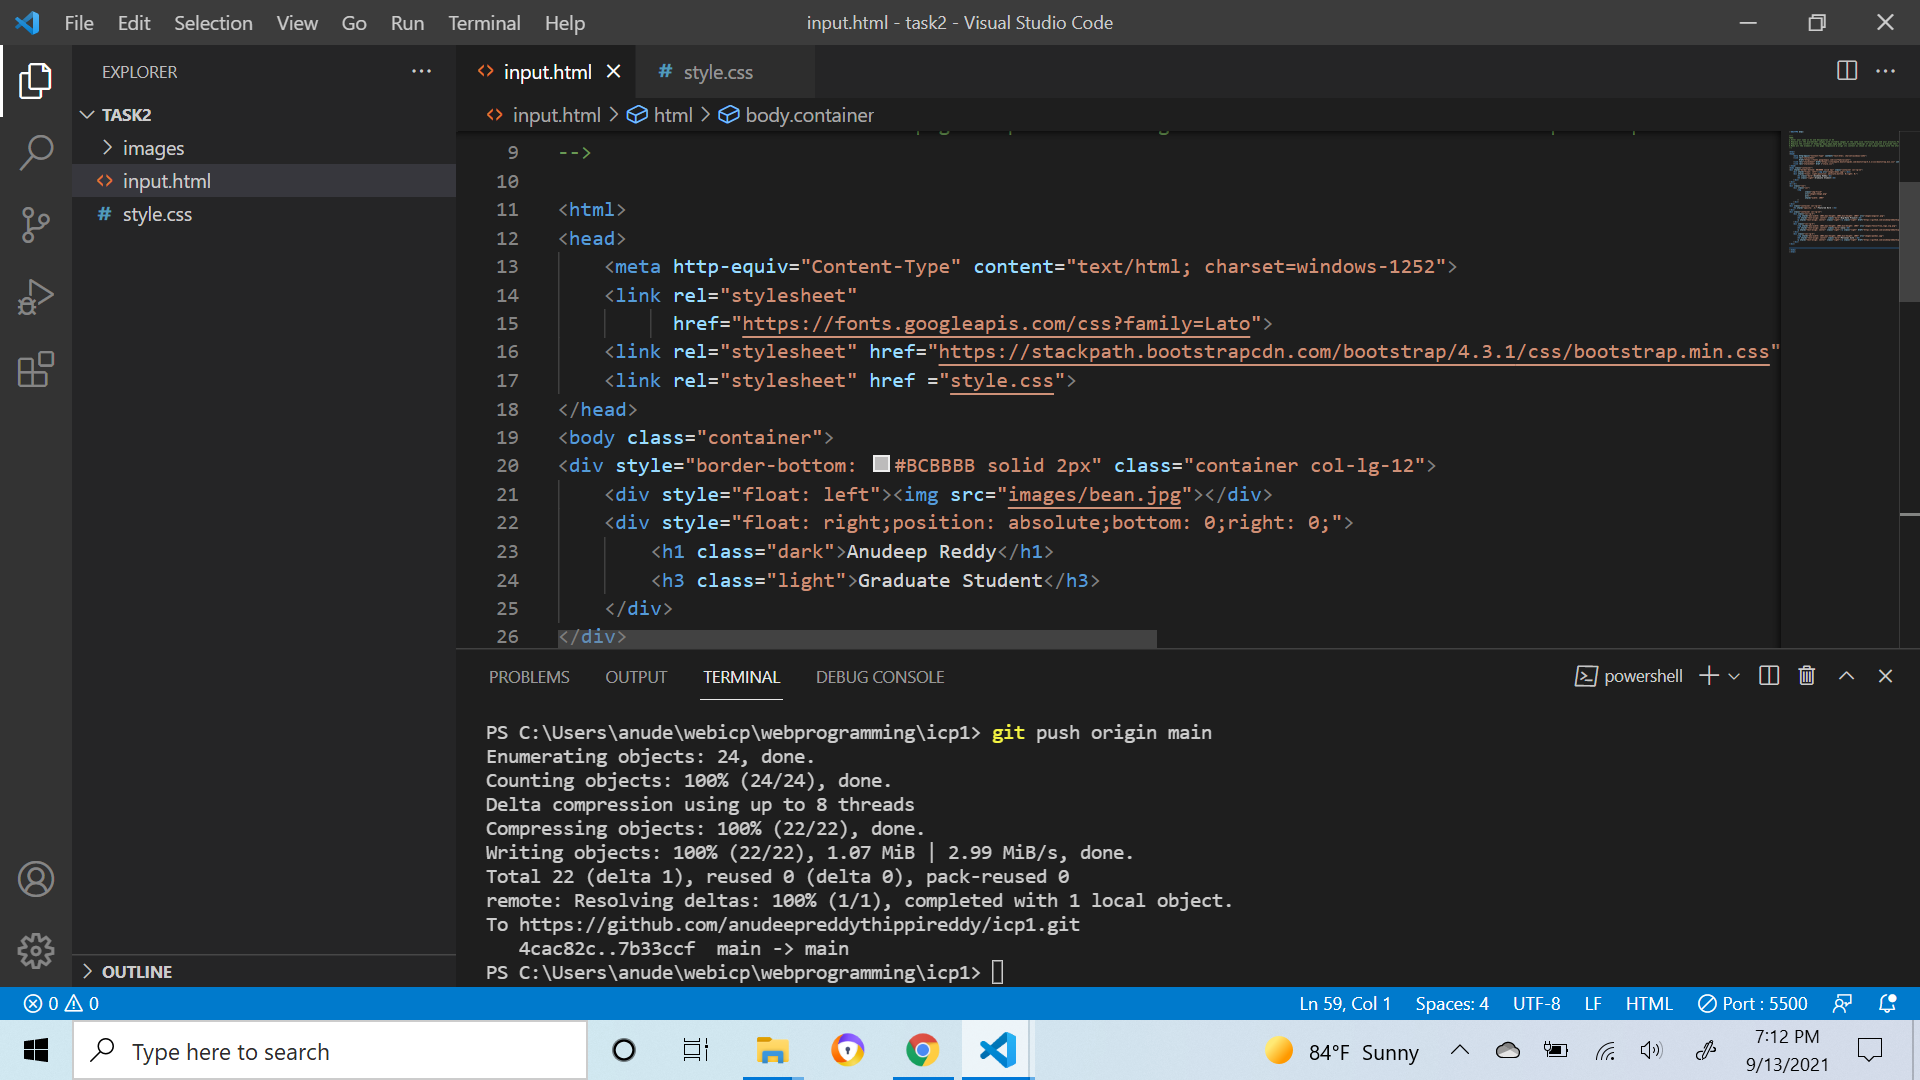 File Edit Selection View Go Run Terminal Help
input.html - task2 - Visual Studio Code
EXPLORER
TASK2
images
input.html
style.css
OUTLINE
input.html
style.css
input.html > html > body.container
9 -->
10
11 <html>
12 <head>
13 <meta http-equiv="Content-Type" content="text/html; charset=windows-1252">
14 <link rel="stylesheet"
15 href="https://fonts.googleapis.com/css?family=Lato">
16 <link rel="stylesheet" href="https://stackpath.bootstrapcdn.com/bootstrap/4.3.1/css/bootstrap.min.css"
17 <link rel="stylesheet" href ="style.css">
18 </head>
19 <body class="container">
20 <div style="border-bottom: #BCBBBB solid 2px" class="container col-lg-12">
21 <div style="float: left"><img src="images/bean.jpg"></div>
22 <div style="float: right;position: absolute;bottom: 0;right: 0;">
23 <h1 class="dark">Anudeep Reddy</h1>
24 <h3 class="light">Graduate Student</h3>
25 </div>
26 </div>
PROBLEMS OUTPUT TERMINAL DEBUG CONSOLE
powershell
PS C:\Users\anude\webicp\webprogramming\icp1> git push origin main
Enumerating objects: 24, done.
Counting objects: 100% (24/24), done.
Delta compression using up to 8 threads
Compressing objects: 100% (22/22), done.
Writing objects: 100% (22/22), 1.07 MiB | 2.99 MiB/s, done.
Total 22 (delta 1), reused 0 (delta 0), pack-reused 0
remote: Resolving deltas: 100% (1/1), completed with 1 local object.
To https://github.com/anudeepreddythippireddy/icp1.git
4cac82c..7b33ccf main -> main
PS C:\Users\anude\webicp\webprogramming\icp1>
0 0
Ln 59, Col 1 Spaces: 4 UTF-8 LF HTML Port : 5500
Type here to search
84°F Sunny
7:12 PM
9/13/2021